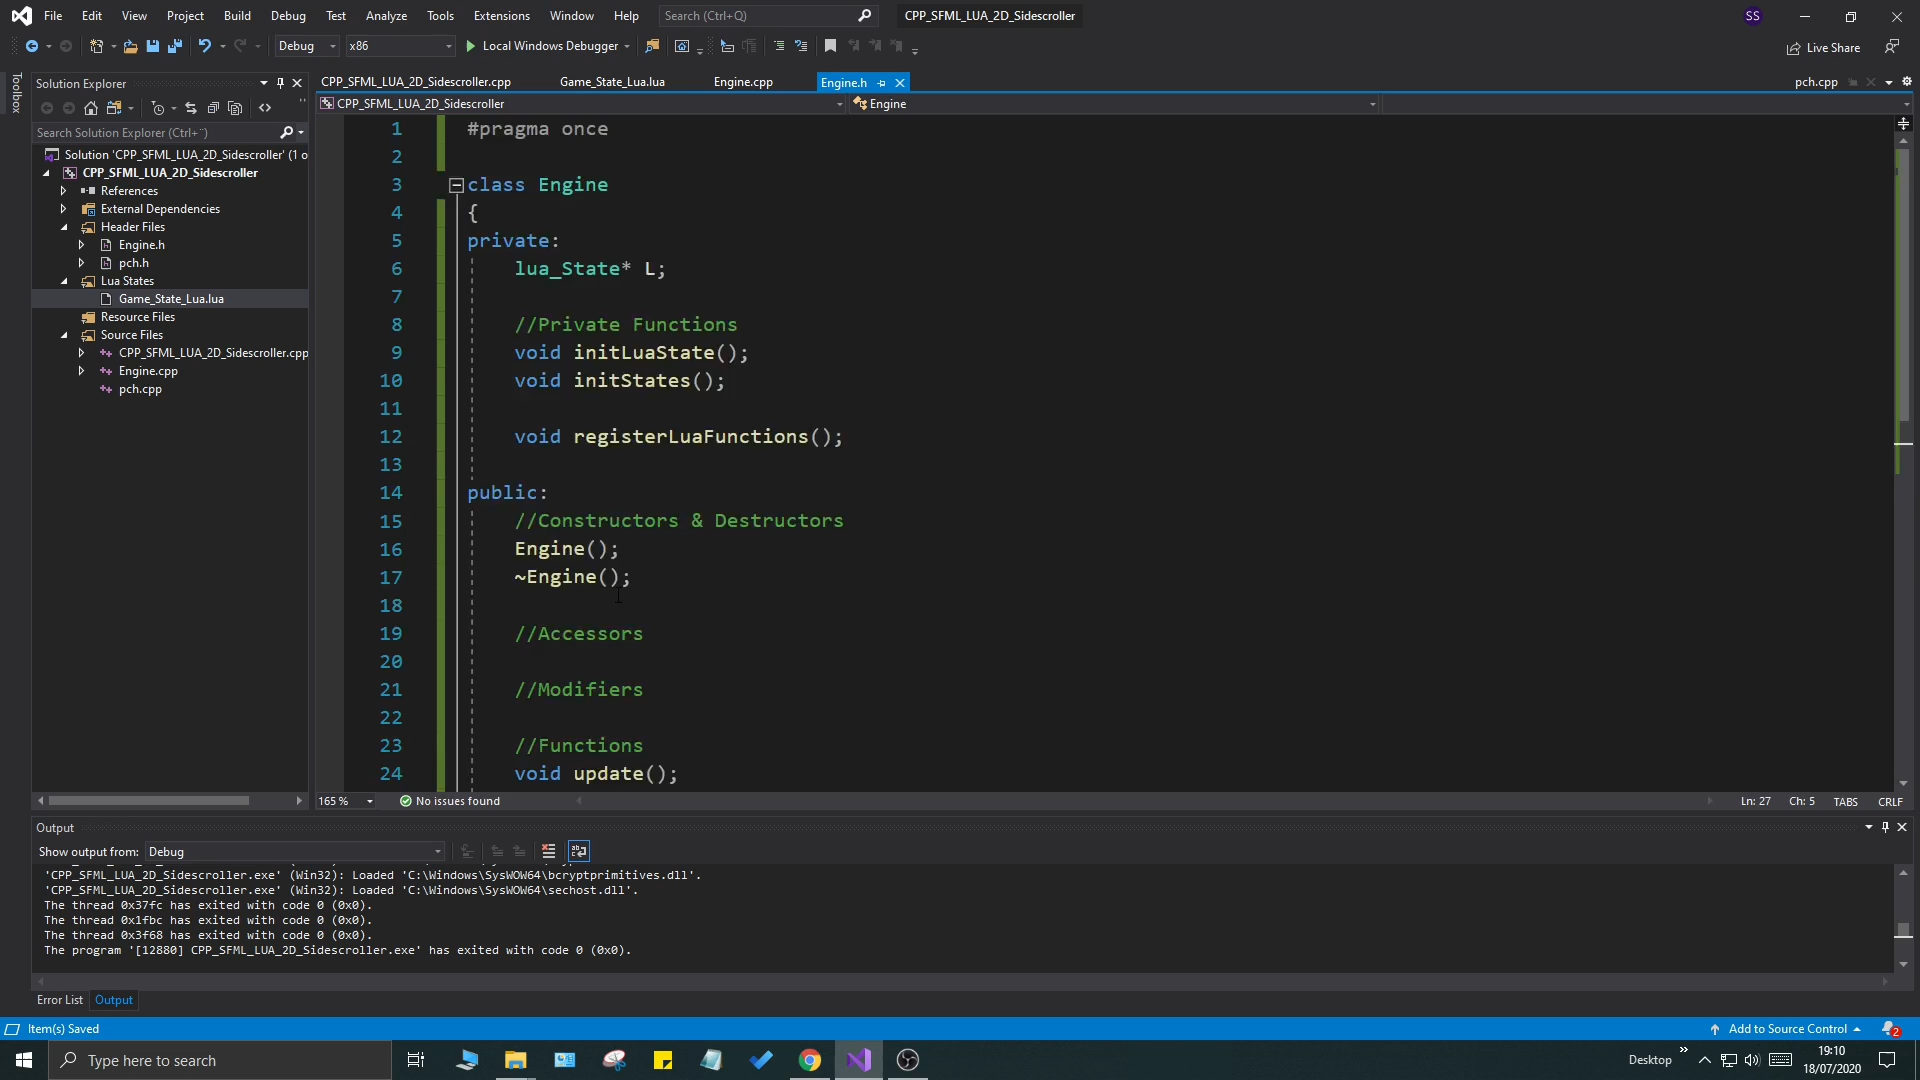 File Edit View Project Build Debug Test Analyze Tools Extensions Window Help Search (Ctrl+Q) CPP_SFML_LUA_2D_Sidescroller SS
Debug x86 Local Windows Debugger Live Share
Toolbox
Solution Explorer
Search Solution Explorer (Ctrl+¨)
Solution 'CPP_SFML_LUA_2D_Sidescroller' (1 o
CPP_SFML_LUA_2D_Sidescroller
References
External Dependencies
Header Files
Engine.h
pch.h
Lua States
Game_State_Lua.lua
Resource Files
Source Files
CPP_SFML_LUA_2D_Sidescroller.cpp
Engine.cpp
pch.cpp
CPP_SFML_LUA_2D_Sidescroller.cpp Game_State_Lua.lua Engine.cpp Engine.h pch.cpp
CPP_SFML_LUA_2D_Sidescroller Engine
1 #pragma once
2
3 class Engine
4 {
5 private:
6 lua_State* L;
7
8 //Private Functions
9 void initLuaState();
10 void initStates();
11
12 void registerLuaFunctions();
13
14 public:
15 //Constructors & Destructors
16 Engine();
17 ~Engine();
18
19 //Accessors
20
21 //Modifiers
22
23 //Functions
24 void update();
165 % No issues found Ln: 27 Ch: 5 TABS CRLF
Output
Show output from: Debug
'CPP_SFML_LUA_2D_Sidescroller.exe' (Win32): Loaded 'C:\Windows\SysWOW64\bcryptprimitives.dll'.
'CPP_SFML_LUA_2D_Sidescroller.exe' (Win32): Loaded 'C:\Windows\SysWOW64\sechost.dll'.
The thread 0x37fc has exited with code 0 (0x0).
The thread 0x1fbc has exited with code 0 (0x0).
The thread 0x3f68 has exited with code 0 (0x0).
The program '[12880] CPP_SFML_LUA_2D_Sidescroller.exe' has exited with code 0 (0x0).
Error List Output
Item(s) Saved Add to Source Control 2
Type here to search Desktop 19:10
18/07/2020